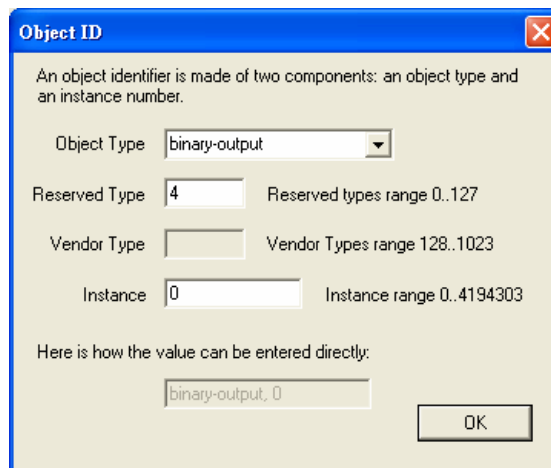 Object ID
An object identifier is made of two components: an object type and
an instance number.
Object Type binary-output
Reserved Type 4 Reserved types range 0..127
Vendor Type Vendor Types range 128..1023
Instance 0 Instance range 0..4194303
Here is how the value can be entered directly:
binary-output, 0
OK